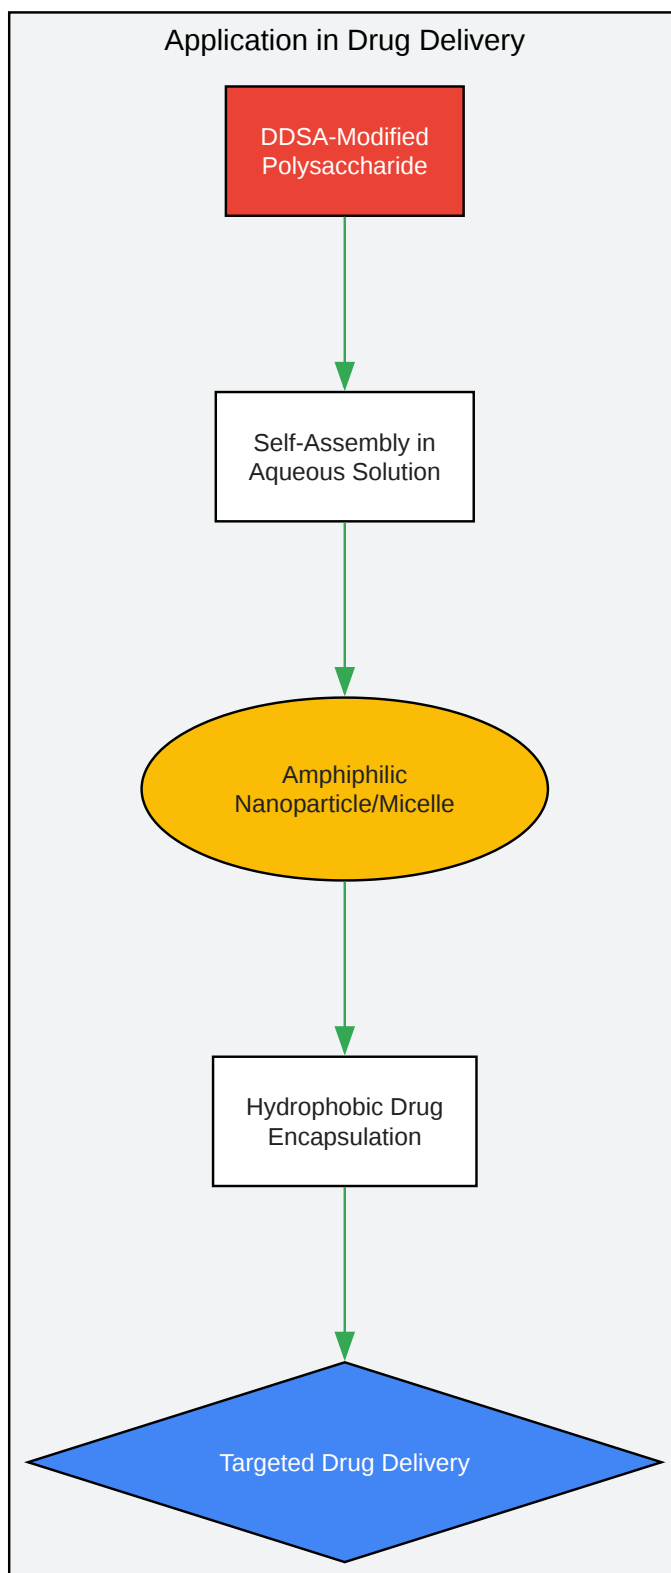 Application in Drug Delivery
DDSA-Modified
Polysaccharide
Self-Assembly in
Aqueous Solution
Amphiphilic
Nanoparticle/Micelle
Hydrophobic Drug
Encapsulation
Targeted Drug Delivery